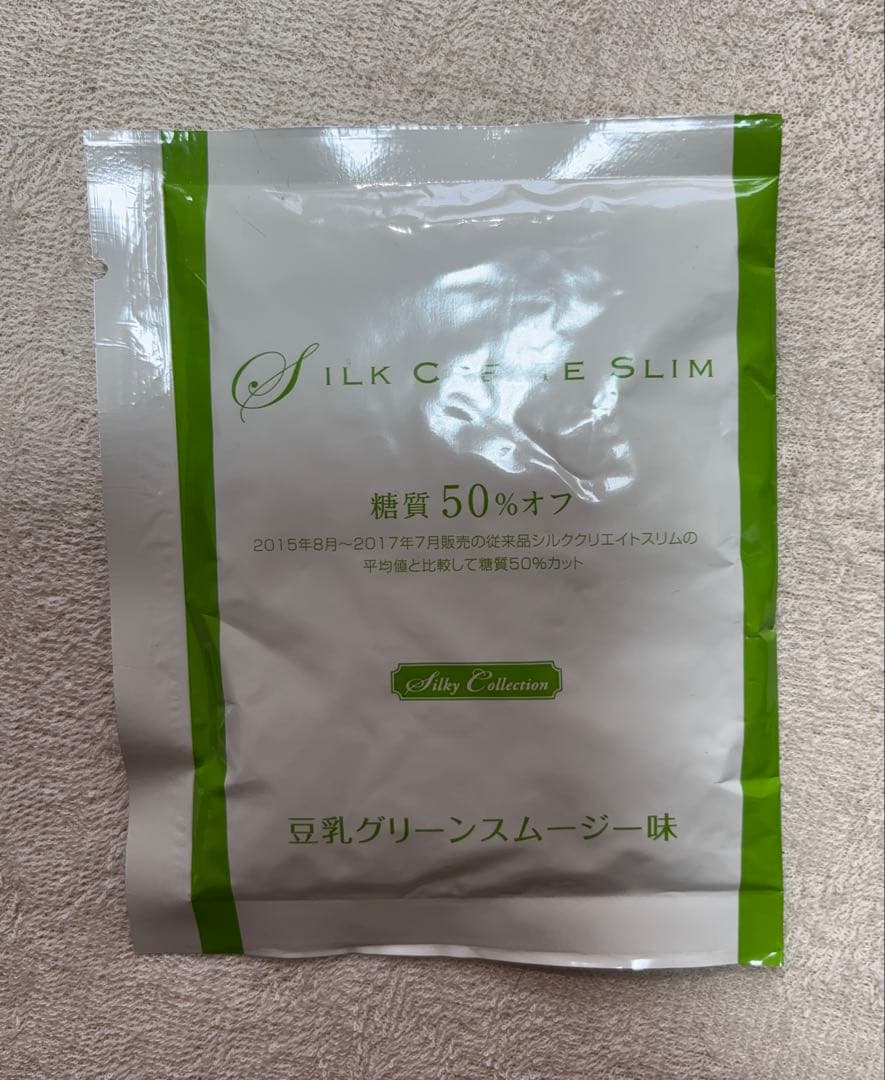 SILK CREATE SLIM
糖質50%オフ
2015年8月～2017年7月販売の従来品シルククリエイトスリムの
平均値と比較して糖質50%カット
Silky Collection
豆乳グリーンスムージー味